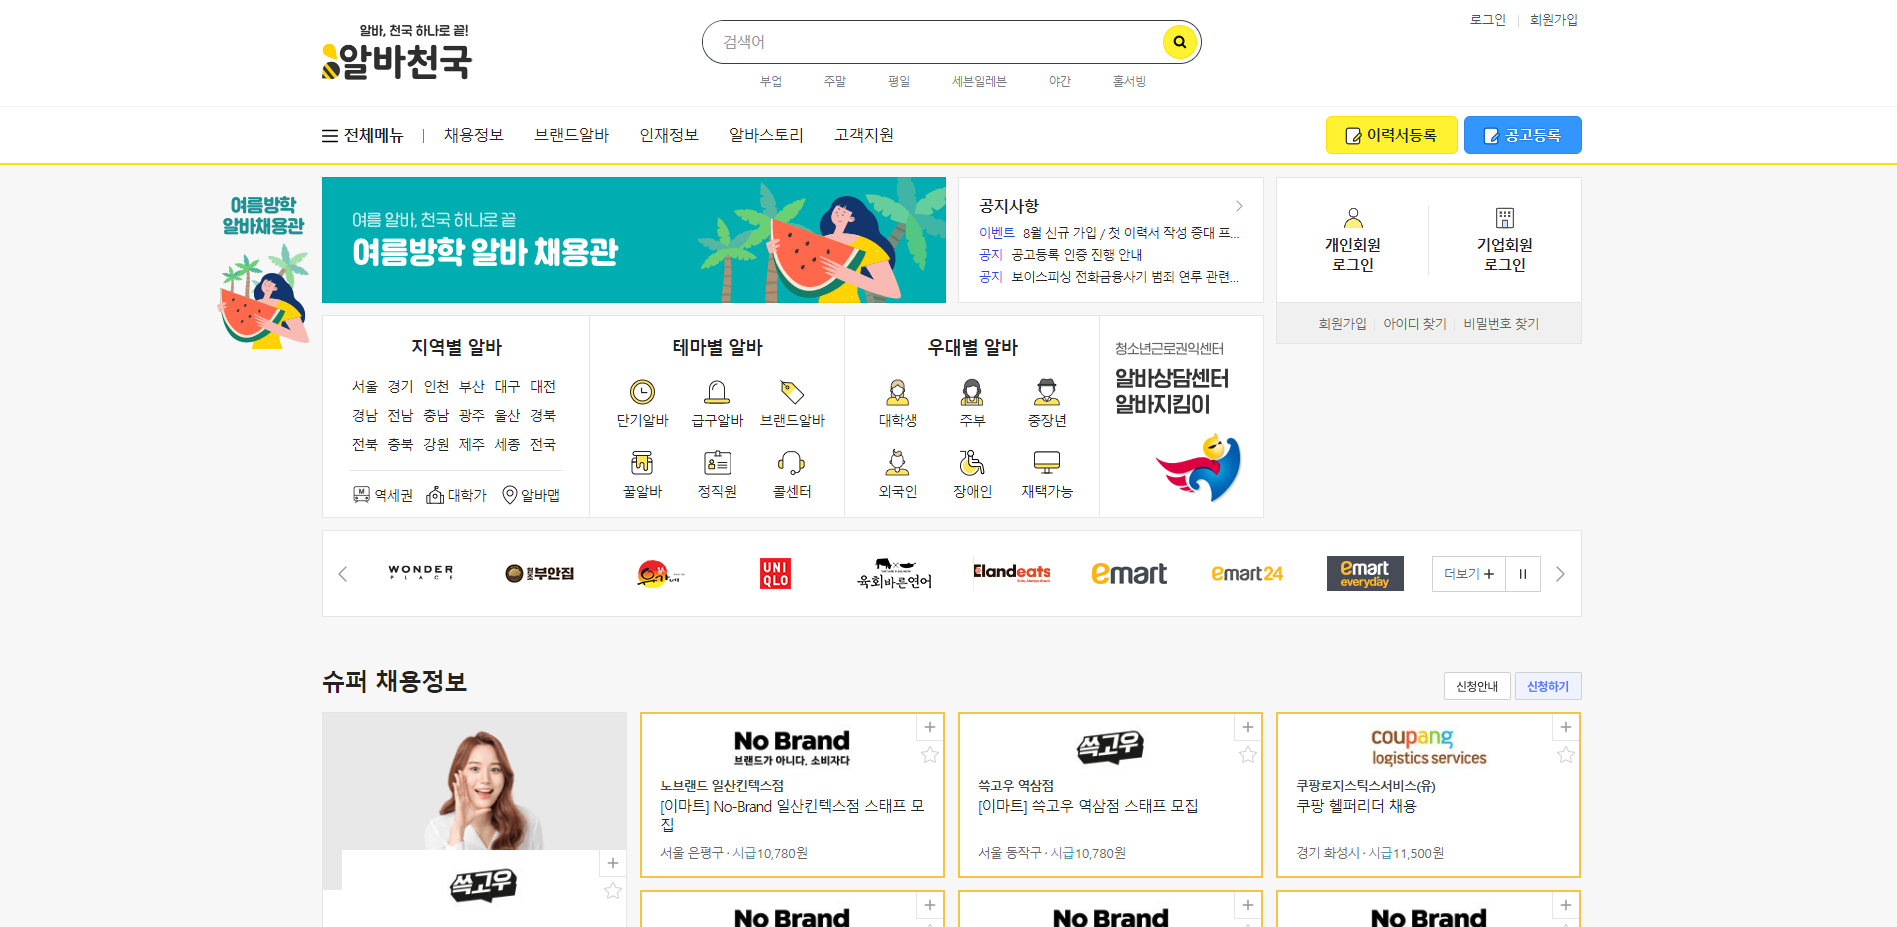 로그인 회원가입
알바, 천국 하나로 끝!
알바천국
검색어
부업 주말 평일 세븐일레븐 야간 홀서빙
전체메뉴 채용정보 브랜드알바 인재정보 알바스토리 고객지원
이력서등록 공고등록
여름방학
알바채용관
여름 알바, 천국 하나로 끝
여름방학 알바 채용관
공지사항
이벤트 8월 신규 가입 / 첫 이력서 작성 증대 프...
공지 공고등록 인증 진행 안내
공지 보이스피싱 전화금융사기 범죄 연루 관련...
개인회원
로그인
기업회원
로그인
회원가입 아이디 찾기 비밀번호 찾기
지역별 알바
서울 경기 인천 부산 대구 대전
경남 전남 충남 광주 울산 경북
전북 충북 강원 제주 세종 전국
역세권 대학가 알바맵
테마별 알바
단기알바 급구알바 브랜드알바
꿀알바 정직원 콜센터
우대별 알바
대학생 주부 중장년
외국인 장애인 재택가능
청소년근로권익센터
알바상담센터
알바지킴이
WONDER
PLACE
부안집
유가네
UNI
QLO
육회바른연어
Elandeats
emart
emart24
emart
everyday
더보기
슈퍼 채용정보
신청안내 신청하기
No Brand
브랜드가 아니다. 소비자다
노브랜드 일산킨텍스점
[이마트] No-Brand 일산킨텍스점 스태프 모
집
서울 은평구 · 시급10,780원
쓱고우
쓱고우 역삼점
[이마트] 쓱고우 역삼점 스태프 모집
서울 동작구 · 시급10,780원
coupang
logistics services
쿠팡로지스틱스서비스(유)
쿠팡 헬퍼리더 채용
경기 화성시 · 시급11,500원
쓱고우
No Brand
No Brand
No Brand